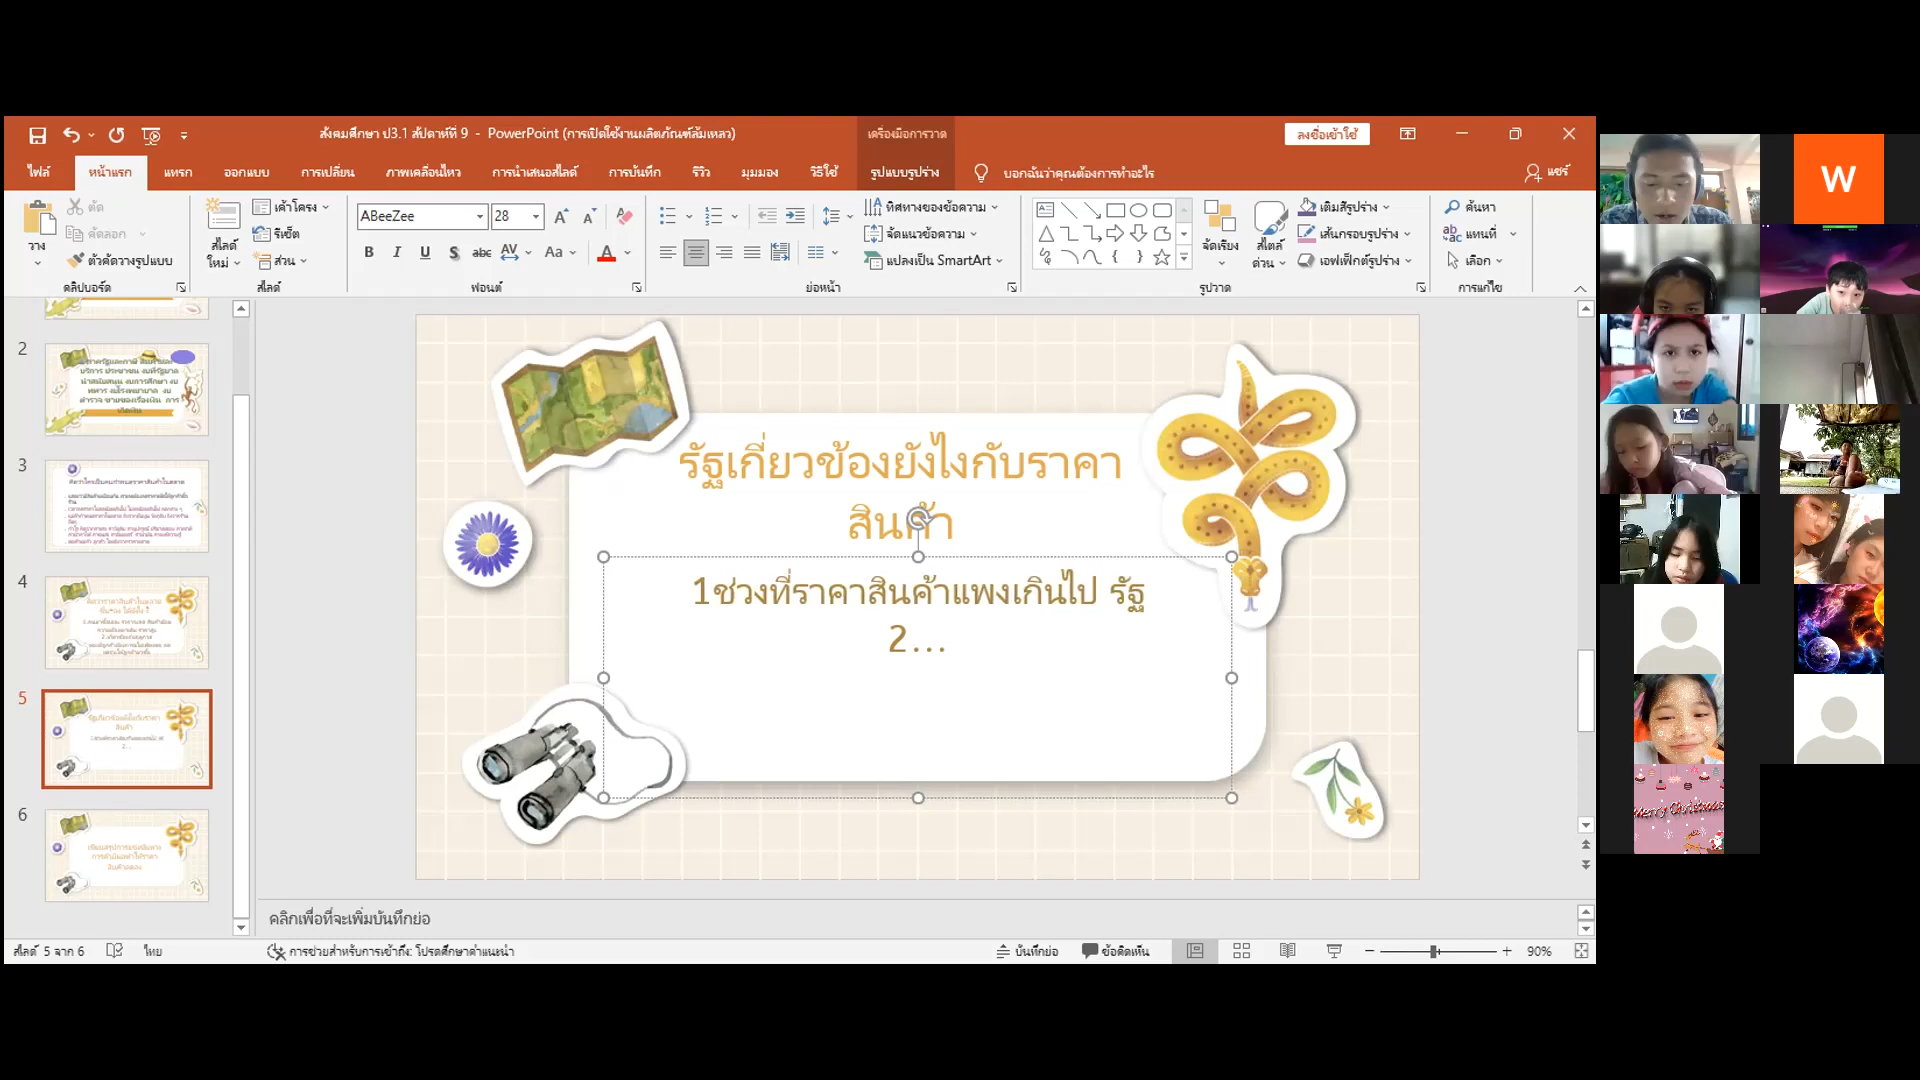 สังคมศึกษา ป3.1 สัปดาห์ที่ 9 - PowerPoint (การเปิดใช้งานผลิตภัณฑ์ล้มเหลว)
เครื่องมือการวาด
ลงชื่อเข้าใช้
ไฟล์ หน้าแรก แทรก ออกแบบ การเปลี่ยน ภาพเคลื่อนไหว การนำเสนอสไลด์ การบันทึก รีวิว มุมมอง วิธีใช้ รูปแบบรูปร่าง บอกฉันว่าคุณต้องการทำอะไร แชร์
วาง
ตัด
คัดลอก
ตัวคัดวางรูปแบบ
คลิปบอร์ด
สไลด์
ใหม่
เค้าโครง
รีเซ็ต
ส่วน
สไลด์
ABeeZee 28
B I U S abc AV Aa A
ฟอนต์
ทิศทางของข้อความ
จัดแนวข้อความ
แปลงเป็น SmartArt
ย่อหน้า
จัดเรียง
สไตล์
ด่วน
เติมสีรูปร่าง
เส้นกรอบรูปร่าง
เอฟเฟ็กต์รูปร่าง
รูปวาด
ค้นหา
แทนที่
เลือก
การแก้ไข
2
3
4
5
6
รัฐเกี่ยวข้องยังไงกับราคา
สินค้า
1ช่วงที่ราคาสินค้าแพงเกินไป รัฐ
2...
คลิกเพื่อที่จะเพิ่มบันทึกย่อ
สไลด์ 5 จาก 6 ไทย การช่วยสำหรับการเข้าถึง: โปรดศึกษาคำแนะนำ บันทึกย่อ ข้อคิดเห็น 90%
W
Merry Christmas